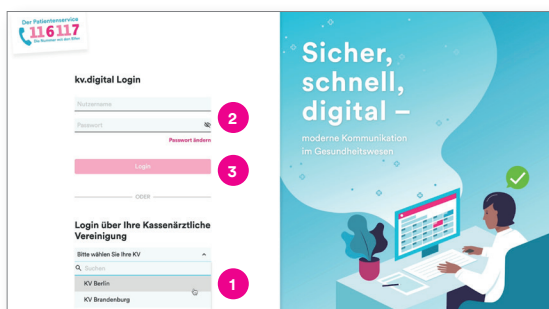 Der Patientenservice
116117
Die Nummer mit den Elfen
kv.digital Login
Nutzername
Passwort
2
Passwort ändern
Login
3
ODER
Login über Ihre Kassenärztliche
Vereinigung
Bitte wählen Sie Ihre KV
Suchen
KV Berlin
1
KV Brandenburg
Sicher,
schnell,
digital –
moderne Kommunikation
im Gesundheitswesen